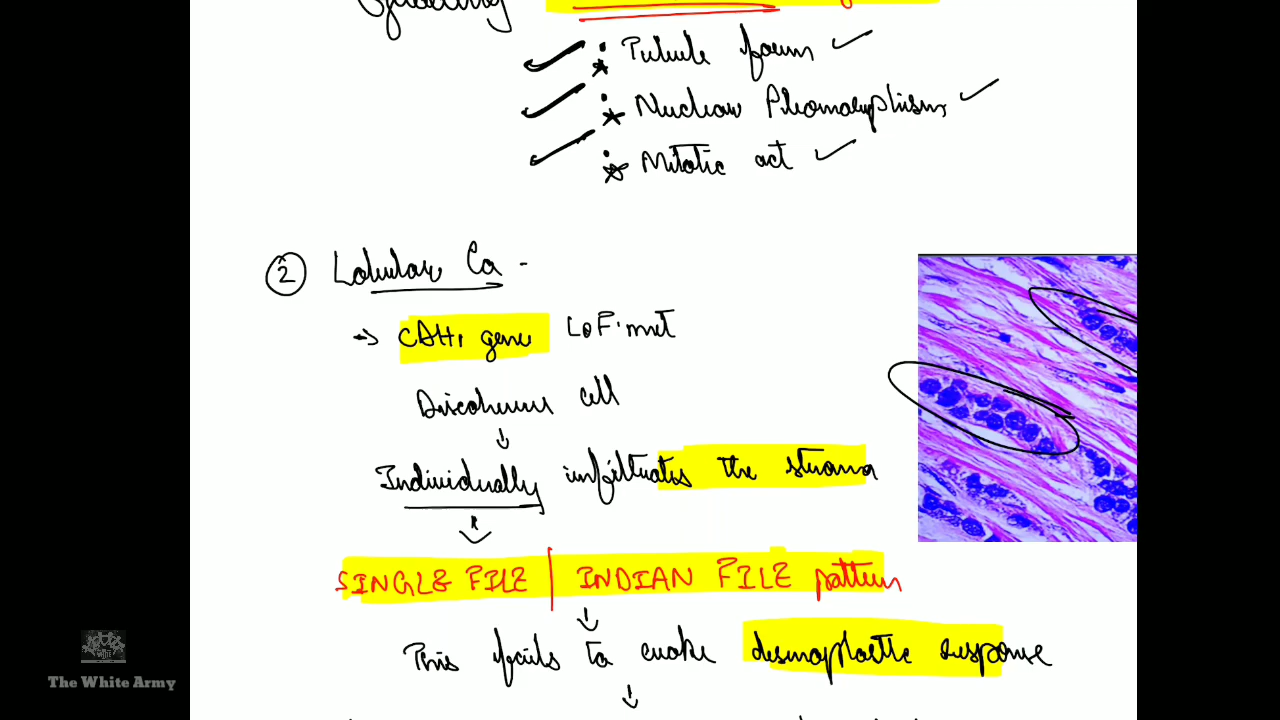 Grading
• Tubule form
• Nuclear Pleomorphism
• Mitotic act
② Lobular Ca -
→ CDH1 gene LoF mut
Discohesive cell
↓
Individually infiltrates the stroma
↓
SINGLE FILE | INDIAN FILE pattern
↓
This fails to evoke desmoplastic response
↓
The White Army